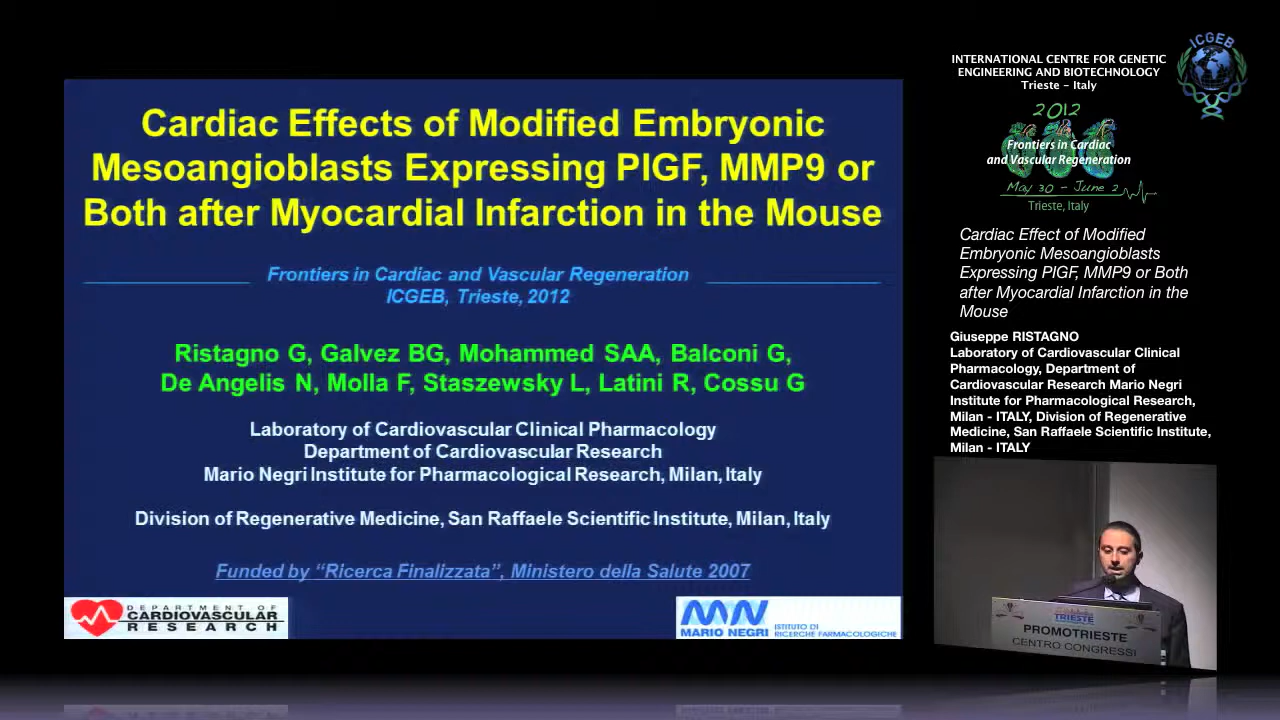 Cardiac Effects of Modified Embryonic
Mesoangioblasts Expressing PlGF, MMP9 or
Both after Myocardial Infarction in the Mouse
Frontiers in Cardiac and Vascular Regeneration
ICGEB, Trieste, 2012
Ristagno G, Galvez BG, Mohammed SAA, Balconi G,
De Angelis N, Molla F, Staszewsky L, Latini R, Cossu G
Laboratory of Cardiovascular Clinical Pharmacology
Department of Cardiovascular Research
Mario Negri Institute for Pharmacological Research, Milan, Italy
Division of Regenerative Medicine, San Raffaele Scientific Institute, Milan, Italy
Funded by “Ricerca Finalizzata”, Ministero della Salute 2007
DEPARTMENT OF
CARDIOVASCULAR
RESEARCH
MN
MARIO NEGRI
ISTITUTO DI
RICERCHE FARMACOLOGICHE
INTERNATIONAL CENTRE FOR GENETIC
ENGINEERING AND BIOTECHNOLOGY
Trieste - Italy
ICGEB
2012
Frontiers in Cardiac
and Vascular Regeneration
May 30 - June 2
Trieste, Italy
Cardiac Effect of Modified
Embryonic Mesoangioblasts
Expressing PlGF, MMP9 or Both
after Myocardial Infarction in the
Mouse
Giuseppe RISTAGNO
Laboratory of Cardiovascular Clinical
Pharmacology, Department of
Cardiovascular Research Mario Negri
Institute for Pharmacological Research,
Milan - ITALY, Division of Regenerative
Medicine, San Raffaele Scientific Institute,
Milan - ITALY
TRIESTE
PROMOTRIESTE
CENTRO CONGRESSI